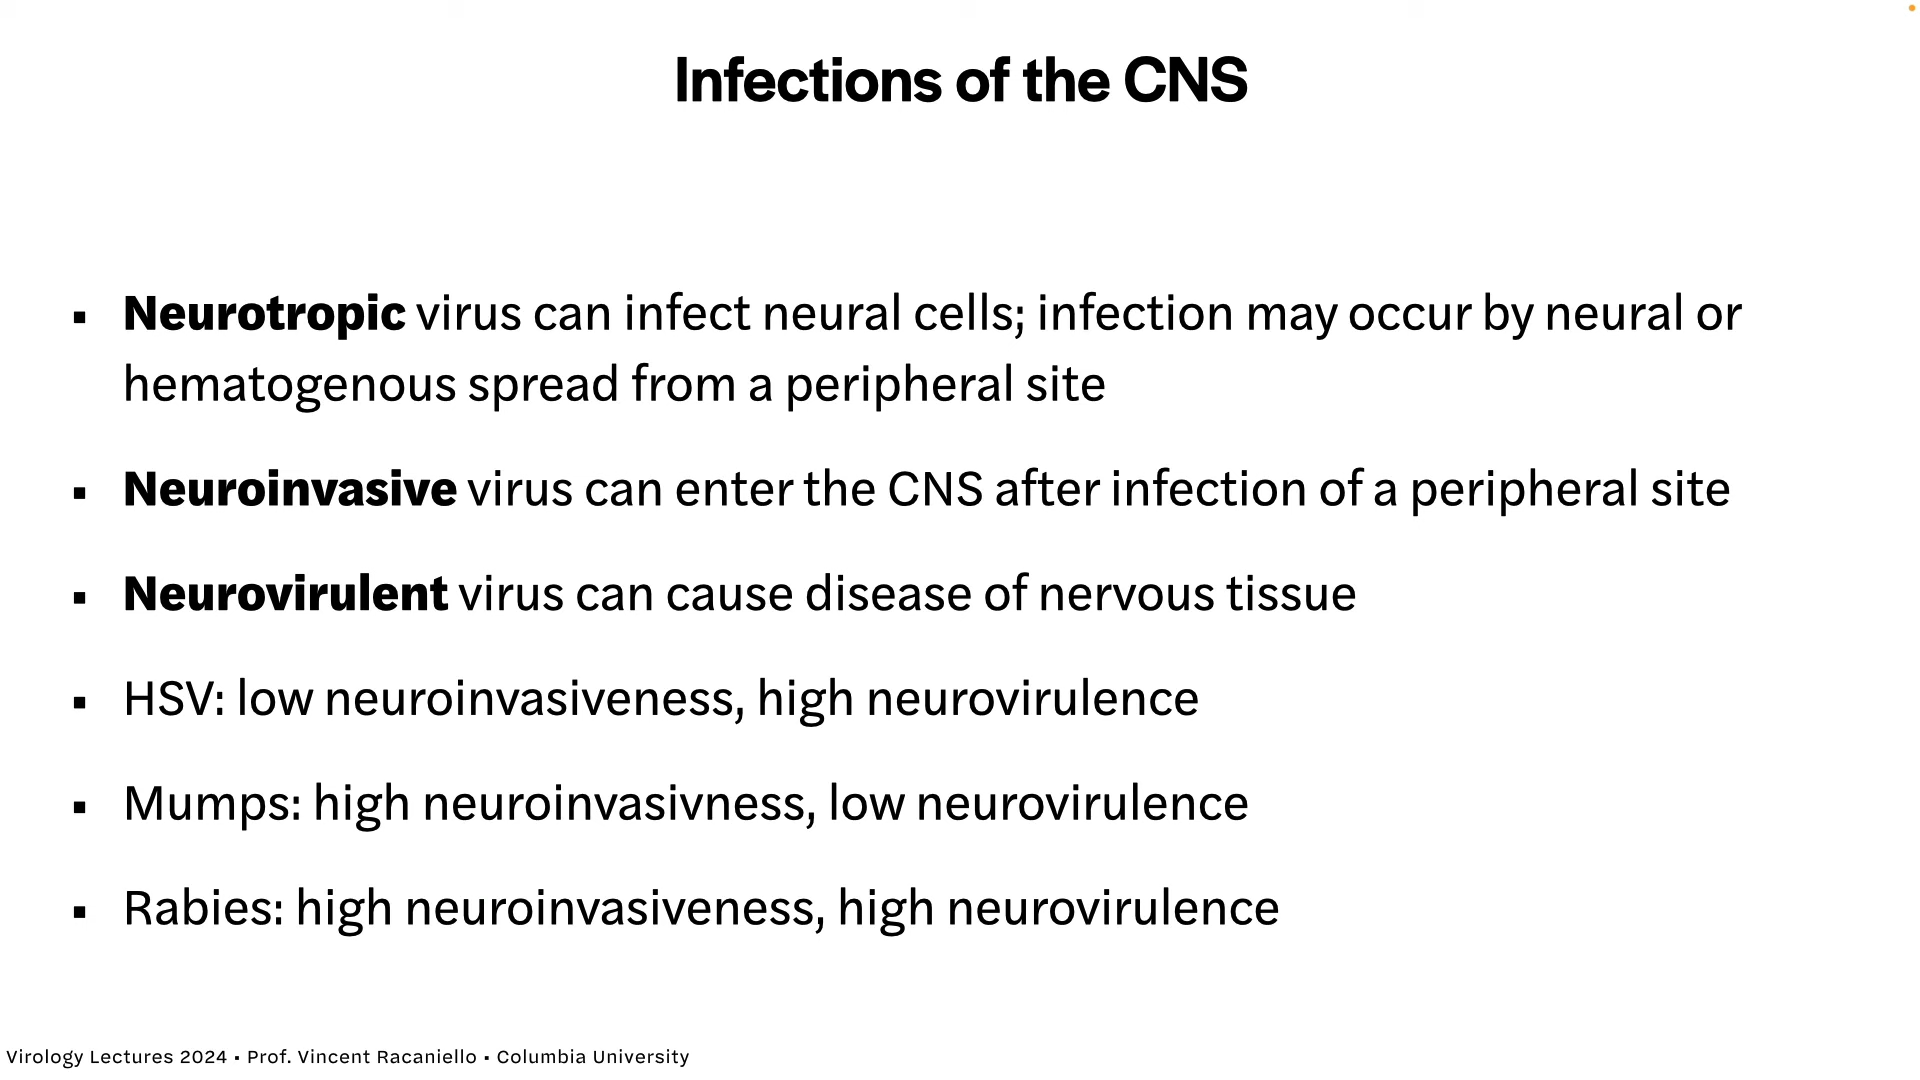 Infections of the CNS
▪ Neurotropic virus can infect neural cells; infection may occur by neural or
hematogenous spread from a peripheral site
▪ Neuroinvasive virus can enter the CNS after infection of a peripheral site
▪ Neurovirulent virus can cause disease of nervous tissue
▪ HSV: low neuroinvasiveness, high neurovirulence
▪ Mumps: high neuroinvasivness, low neurovirulence
▪ Rabies: high neuroinvasiveness, high neurovirulence
Virology Lectures 2024 • Prof. Vincent Racaniello • Columbia University